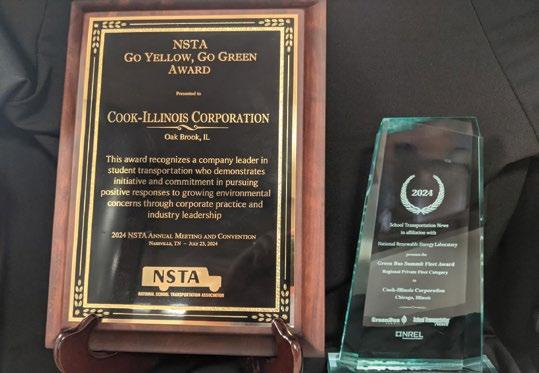 NSTA
GO YELLOW, GO GREEN
AWARD
Presented to
COOK-ILLINOIS CORPORATION
OAK BROOK, IL
This award recognizes a company leader in
student transportation who demonstrates
initiative and commitment in pursuing
positive responses to growing environmental
concerns through corporate practice and
industry leadership
2024 NSTA ANNUAL MEETING AND CONVENTION
NASHVILLE, TN – JULY 23, 2024
NSTA
NATIONAL SCHOOL TRANSPORTATION ASSOCIATION
2024
School Transportation News
in affiliation with
National Renewable Energy Laboratory
presents the
Green Bus Summit Fleet Award
Regional Private Fleet Category
to
Cook-Illinois Corporation
Chicago, Illinois
GreenBus
School Transportation
NREL